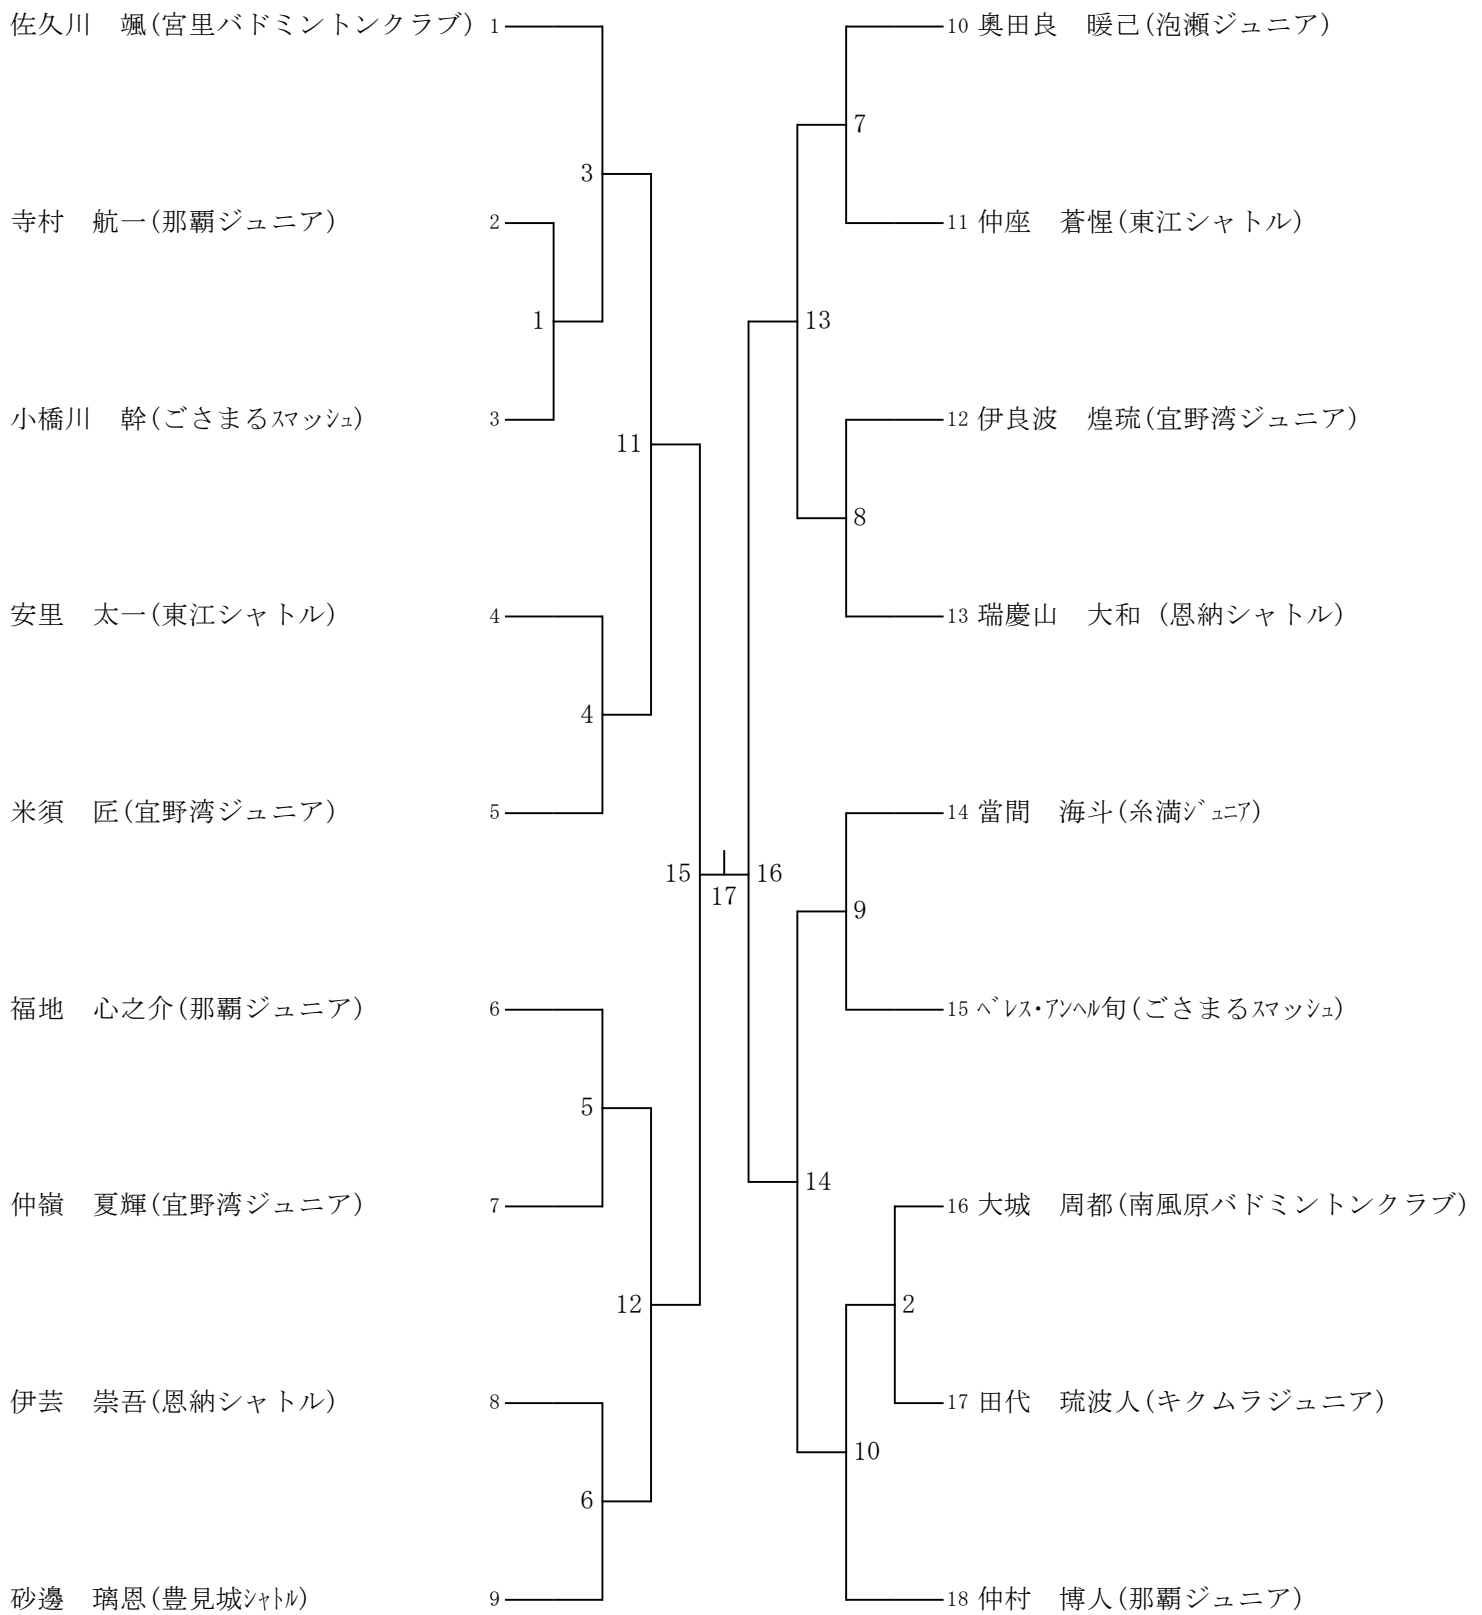 佐久川　颯(宮里バドミントンクラブ) 1
3
寺村　航一(那覇ジュニア) 2
1
小橋川　幹(ごさまるスマッシュ) 3
11
安里　太一(東江シャトル) 4
4
米須　匠(宜野湾ジュニア) 5
15
17
16
福地　心之介(那覇ジュニア) 6
5
仲嶺　夏輝(宜野湾ジュニア) 7
12
伊芸　崇吾(恩納シャトル) 8
6
砂邊　璃恩(豊見城シャトル) 9
10 奥田良　暖己(泡瀬ジュニア)
7
11 仲座　蒼惺(東江シャトル)
13
12 伊良波　煌琉(宜野湾ジュニア)
8
13 瑞慶山　大和 (恩納シャトル)
14 當間　海斗(糸満ジュニア)
9
15 ベレス・アンヘル旬(ごさまるスマッシュ)
14
16 大城　周都(南風原バドミントンクラブ)
2
17 田代　琉波人(キクムラジュニア)
10
18 仲村　博人(那覇ジュニア)